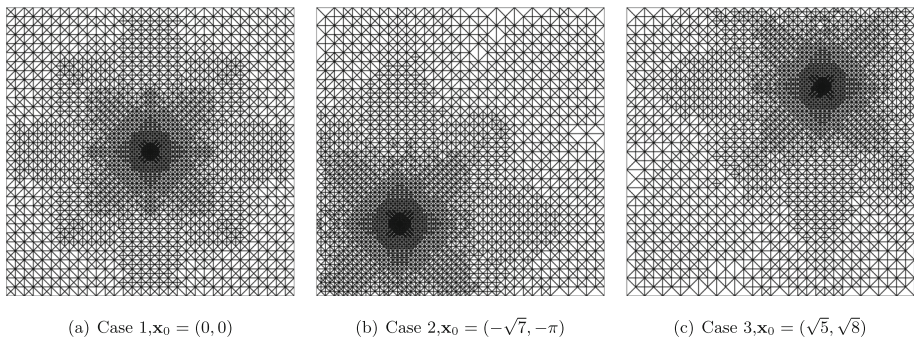 (a) Case 1,x₀ = (0, 0)
(b) Case 2,x₀ = (−√7, −π)
(c) Case 3,x₀ = (√5, √8)